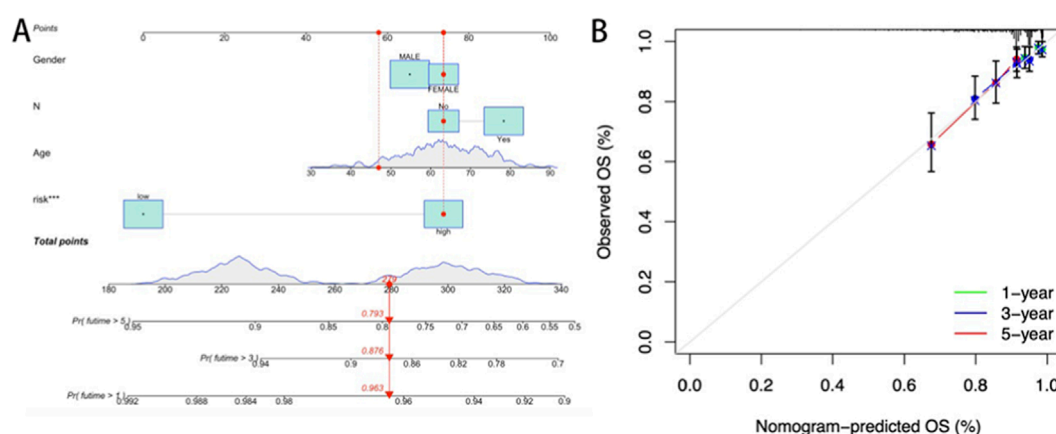 A
Points
0 20 40 60 80 100
Gender
MALE
FEMALE
N
No
Yes
Age
30 40 50 60 70 80 90
risk***
low
high
Total points
180 200 220 240 260 280 300 320 340
279
0.793
Pr( futime > 5 )
0.95 0.9 0.85 0.8 0.75 0.7 0.65 0.6 0.55 0.5
0.876
Pr( futime > 3 )
0.94 0.9 0.86 0.82 0.78 0.7
0.963
Pr( futime > 1 )
0.992 0.988 0.984 0.98 0.96 0.94 0.92 0.9
B
Observed OS (%)
1.0
0.8
0.6
0.4
0.2
0.0
1-year
3-year
5-year
0.0 0.2 0.4 0.6 0.8 1.0
Nomogram-predicted OS (%)